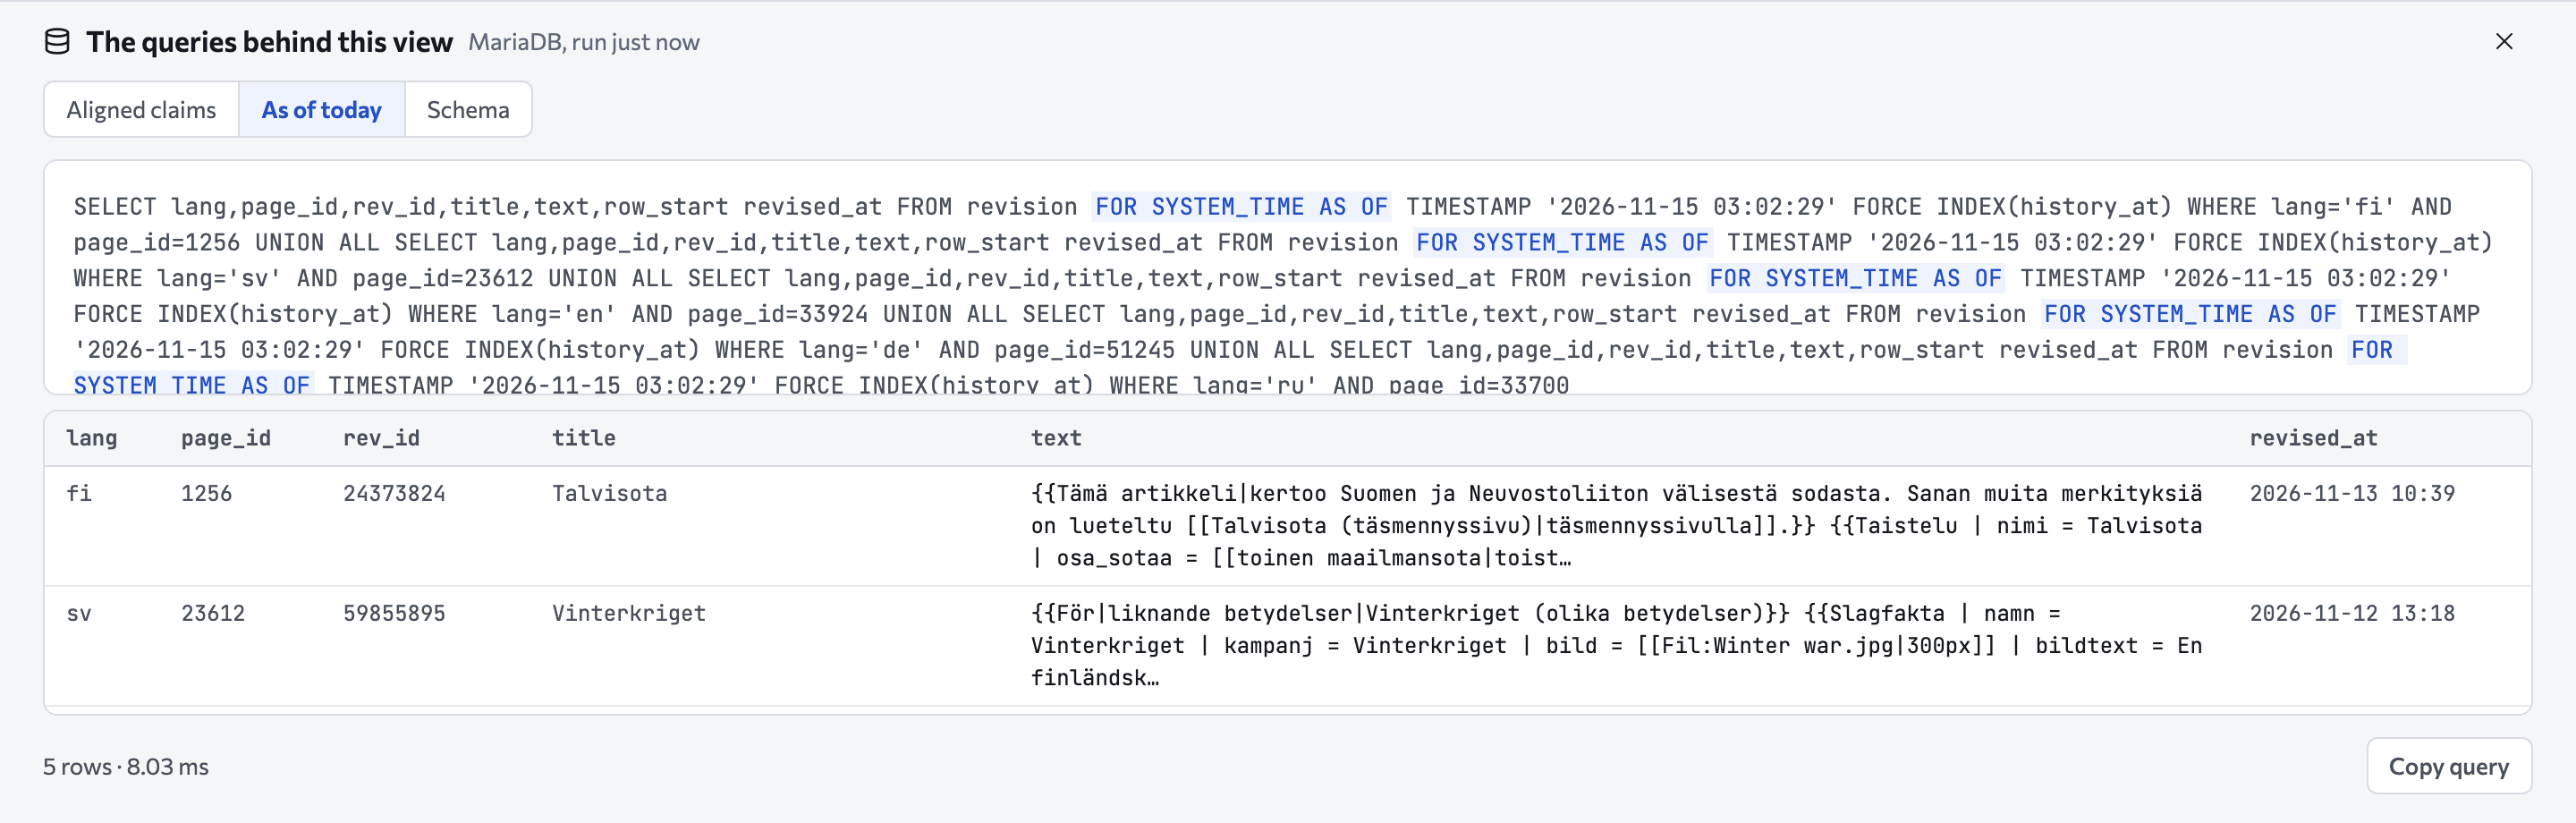 The queries behind this view MariaDB, run just now
Aligned claims As of today Schema
SELECT lang,page_id,rev_id,title,text,row_start revised_at FROM revision FOR SYSTEM_TIME AS OF TIMESTAMP '2026-11-15 03:02:29' FORCE INDEX(history_at) WHERE lang='fi' AND
page_id=1256 UNION ALL SELECT lang,page_id,rev_id,title,text,row_start revised_at FROM revision FOR SYSTEM_TIME AS OF TIMESTAMP '2026-11-15 03:02:29' FORCE INDEX(history_at)
WHERE lang='sv' AND page_id=23612 UNION ALL SELECT lang,page_id,rev_id,title,text,row_start revised_at FROM revision FOR SYSTEM_TIME AS OF TIMESTAMP '2026-11-15 03:02:29'
FORCE INDEX(history_at) WHERE lang='en' AND page_id=33924 UNION ALL SELECT lang,page_id,rev_id,title,text,row_start revised_at FROM revision FOR SYSTEM_TIME AS OF TIMESTAMP
'2026-11-15 03:02:29' FORCE INDEX(history_at) WHERE lang='de' AND page_id=51245 UNION ALL SELECT lang,page_id,rev_id,title,text,row_start revised_at FROM revision FOR
SYSTEM_TIME AS OF TIMESTAMP '2026-11-15 03:02:29' FORCE INDEX(history_at) WHERE lang='ru' AND page_id=33700
lang page_id rev_id title text revised_at
fi 1256 24373824 Talvisota {{Tämä artikkeli|kertoo Suomen ja Neuvostoliiton välisestä sodasta. Sanan muita merkityksiä 2026-11-13 10:39
on lueteltu [[Talvisota (täsmennyssivu)|täsmennyssivulla]].}} {{Taistelu | nimi = Talvisota
| osa_sotaa = [[toinen maailmansota|toist…
sv 23612 59855895 Vinterkriget {{För|liknande betydelser|Vinterkriget (olika betydelser)}} {{Slagfakta | namn = 2026-11-12 13:18
Vinterkriget | kampanj = Vinterkriget | bild = [[Fil:Winter war.jpg|300px]] | bildtext = En
finländsk…
5 rows · 8.03 ms
Copy query